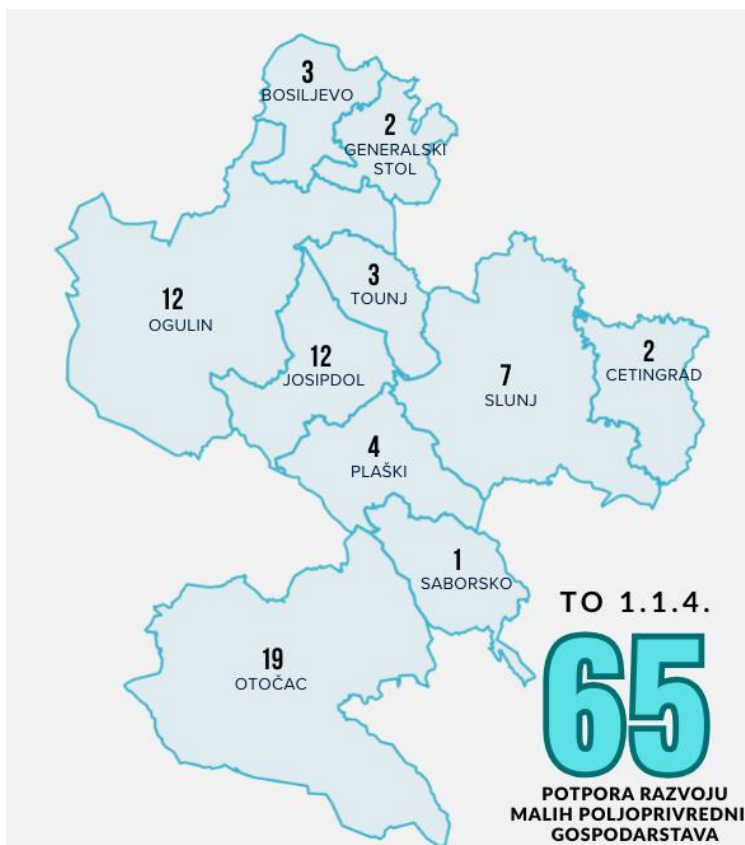 3
BOSILJEVO
2
GENERALSKI
STOL
3
TOUNJ
12
OGULIN
12
JOSIPDOL
7
SLUNJ
2
CETINGRAD
4
PLAŠKI
1
SABORSKO
19
OTOČAC
TO 1.1.4.
65
POTPORA RAZVOJU
MALIH POLJOPRIVREDNI
GOSPODARSTAVA